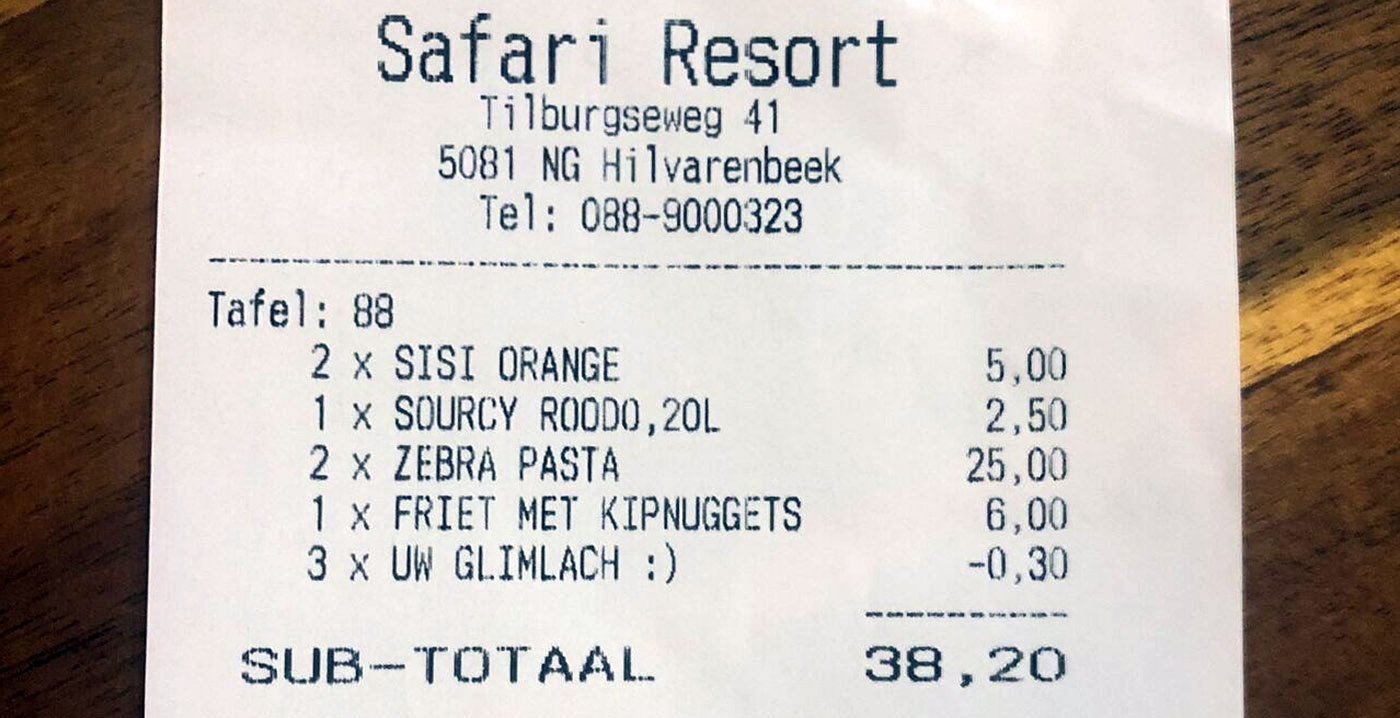 Safari Resort
Tilburgseweg 41
5081 NG Hilvarenbeek
Tel: 088-9000323
Tafel: 88
2 x SISI ORANGE 5,00
1 x SOURCY ROOD0,20L 2,50
2 x ZEBRA PASTA 25,00
1 x FRIET MET KIPNUGGETS 6,00
3 x UW GLIMLACH :) -0,30
SUB-TOTAAL 38,20